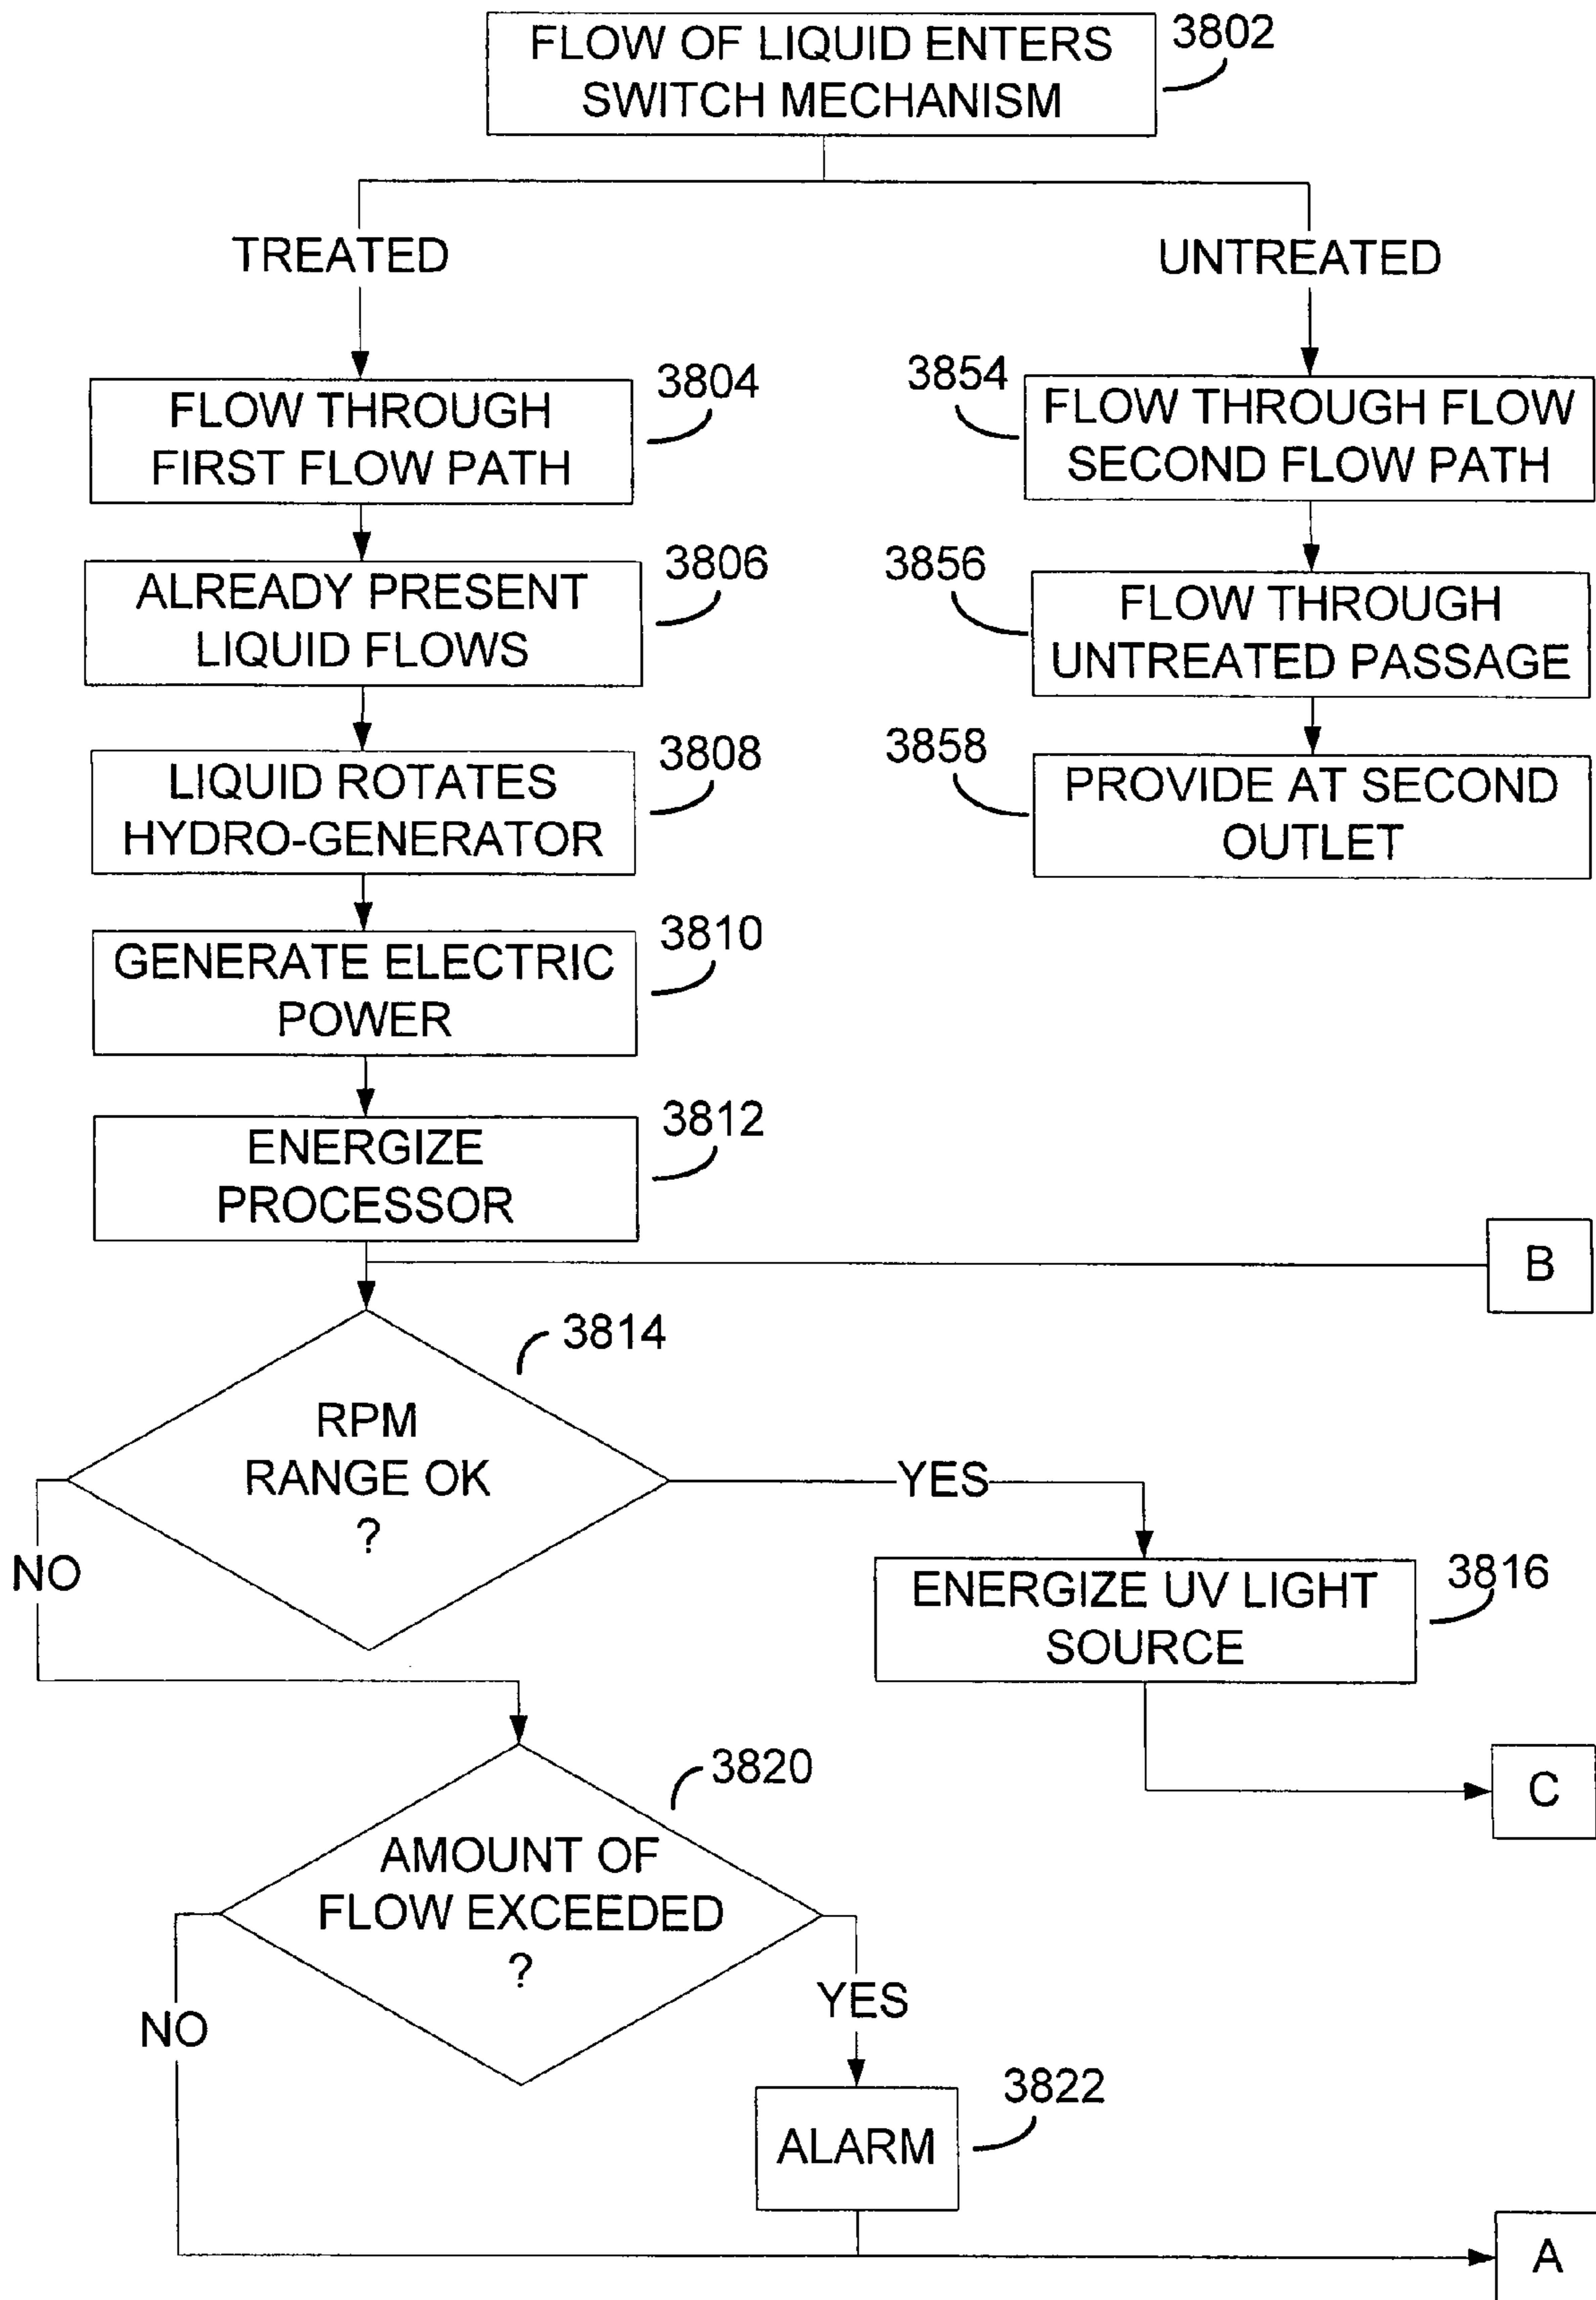 FLOW OF LIQUID ENTERS
SWITCH MECHANISM
3802
TREATED
UNTREATED
FLOW THROUGH
FIRST FLOW PATH
3804
3854
FLOW THROUGH FLOW
SECOND FLOW PATH
ALREADY PRESENT
LIQUID FLOWS
3806
3856
FLOW THROUGH
UNTREATED PASSAGE
LIQUID ROTATES
HYDRO-GENERATOR
3808
3858
PROVIDE AT SECOND
OUTLET
GENERATE ELECTRIC
POWER
3810
ENERGIZE
PROCESSOR
3812
B
3814
RPM
RANGE OK
?
YES
NO
ENERGIZE UV LIGHT
SOURCE
3816
C
3820
AMOUNT OF
FLOW EXCEEDED
?
YES
NO
ALARM
3822
A